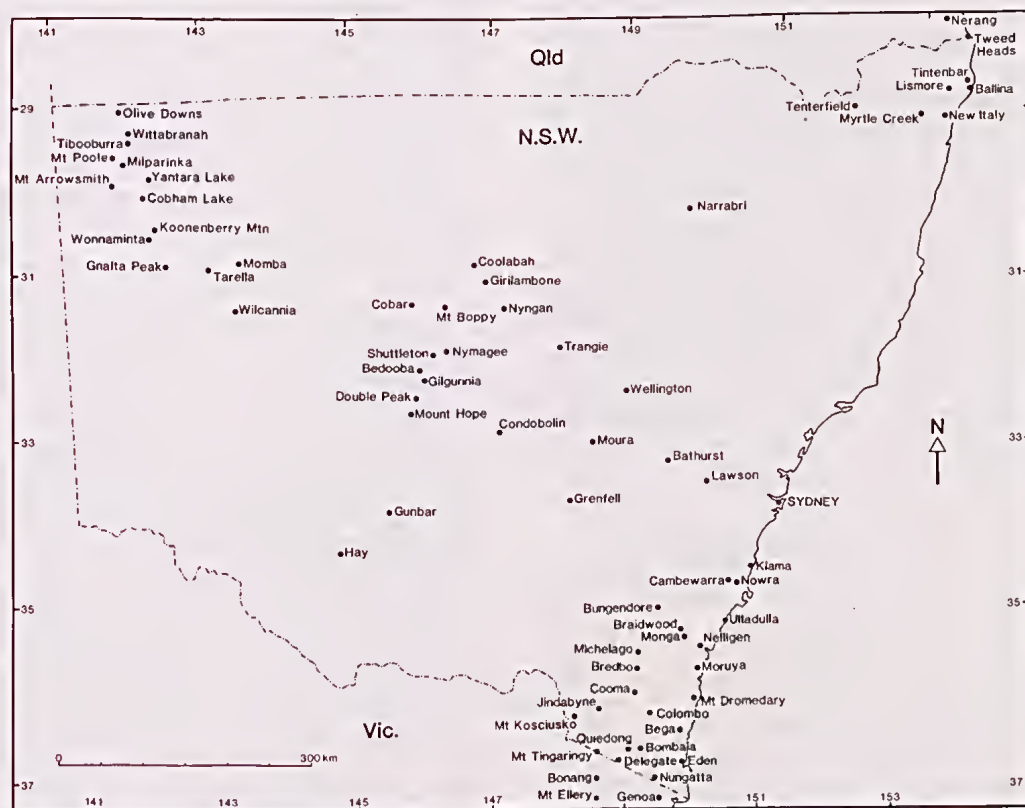 141
143
145
147
149
151
Nerang
Tweed
Heads
Qld
Tintenbar
Lismore
Ballina
29
Olive Downs
Tenterfield
Myrtle Creek
New Italy
29
Wittabranah
Tibooburra
N.S.W.
Mt Poole
Milparinka
Mt Arrowsmith
Yantara Lake
Cobham Lake
Narrabri
Koonenberry Mtn
Wonnaminta
Gnalta Peak
Momba
Tarella
Coolabah
31
31
Girilambone
Wilcannia
Cobar
Mt Boppy
Nyngan
Shuttleton
Nymagee
Trangie
Bedooba
Gilgunnia
Double Peak
Wellington
Mount Hope
Condobolin
N
33
Moura
33
Bathurst
Lawson
Grenfell
SYDNEY
Gunbar
Hay
Kiama
Cambewarra
Nowra
35
Bungendore
35
Ulladulla
Braidwood
Monga
Nelligen
Michelago
Bredbo
Moruya
Cooma
Mt Dromedary
Jindabyne
Colombo
Mt Kosciusko
Bega
Vic.
Quiedong
Bombala
0
300 km
Mt Tingaringy
Delegate
Eden
37
Bonang
Nungatta
37
Mt Ellery
Genoa
141
143
145
147
149
151
153